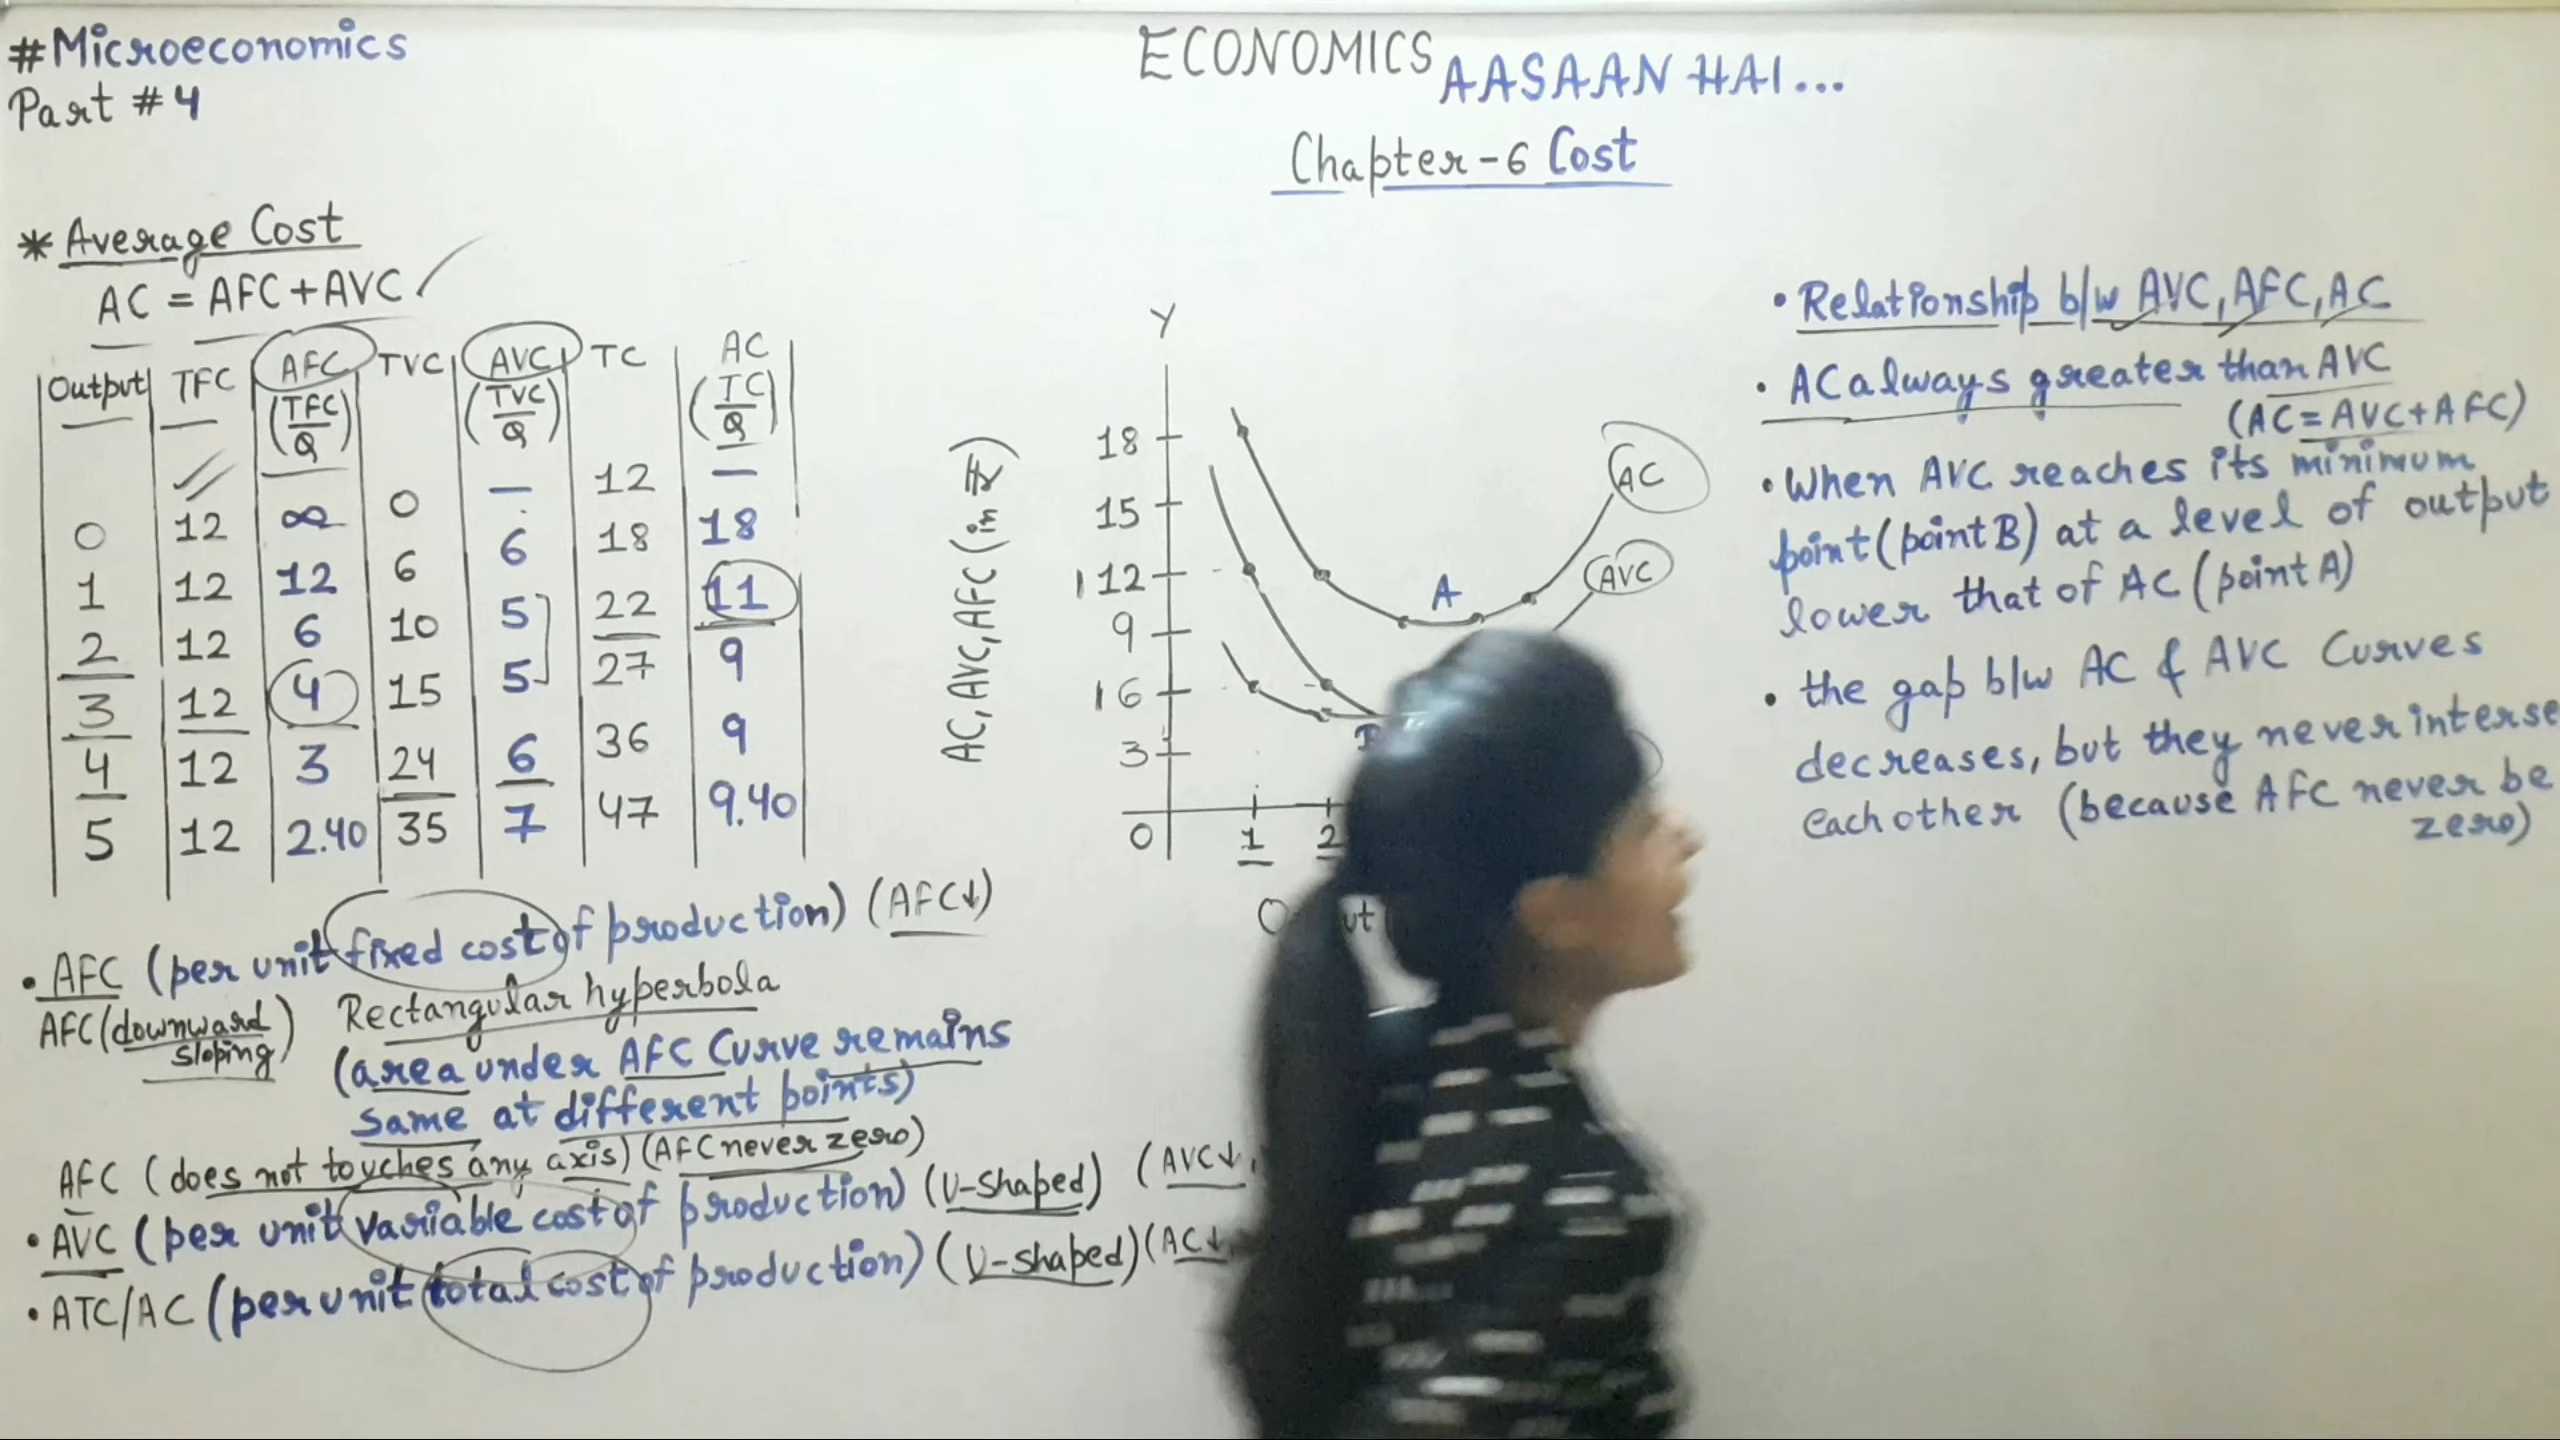 #Microeconomics
Part #4
ECONOMICS AASAAN HAI...
Chapter-6 Cost
* Average Cost
AC = AFC+AVC
Output TFC AFC (TFC/Q) TVC AVC (TVC/Q) TC AC (TC/Q)
0 12 ∞ 0 — 12 —
1 12 12 6 6 18 18
2 12 6 10 5 22 11
3 12 4 15 5 27 9
4 12 3 24 6 36 9
5 12 2.40 35 7 47 9.40
• AFC (per unit fixed cost of production) (AFC↓)
AFC (downward sloping) Rectangular hyperbola
(area under AFC Curve remains
same at different points)
AFC (does not touches any axis) (AFC never zero)
• AVC (per unit variable cost of production) (U-shaped) (AVC↓,
• ATC/AC (per unit total cost of production) (U-shaped) (AC↓,
Y
AC, AVC, AFC (in ₹)
18
15
12
9
6
3
0 1 2
A
AC
AVC
• Relationship b/w AVC, AFC, AC
• AC always greater than AVC
(AC=AVC+AFC)
• When AVC reaches its minimum
point (point B) at a level of output
lower that of AC (point A)
• the gap b/w AC & AVC Curves
decreases, but they never interse
each other (because AFC never be
zero)